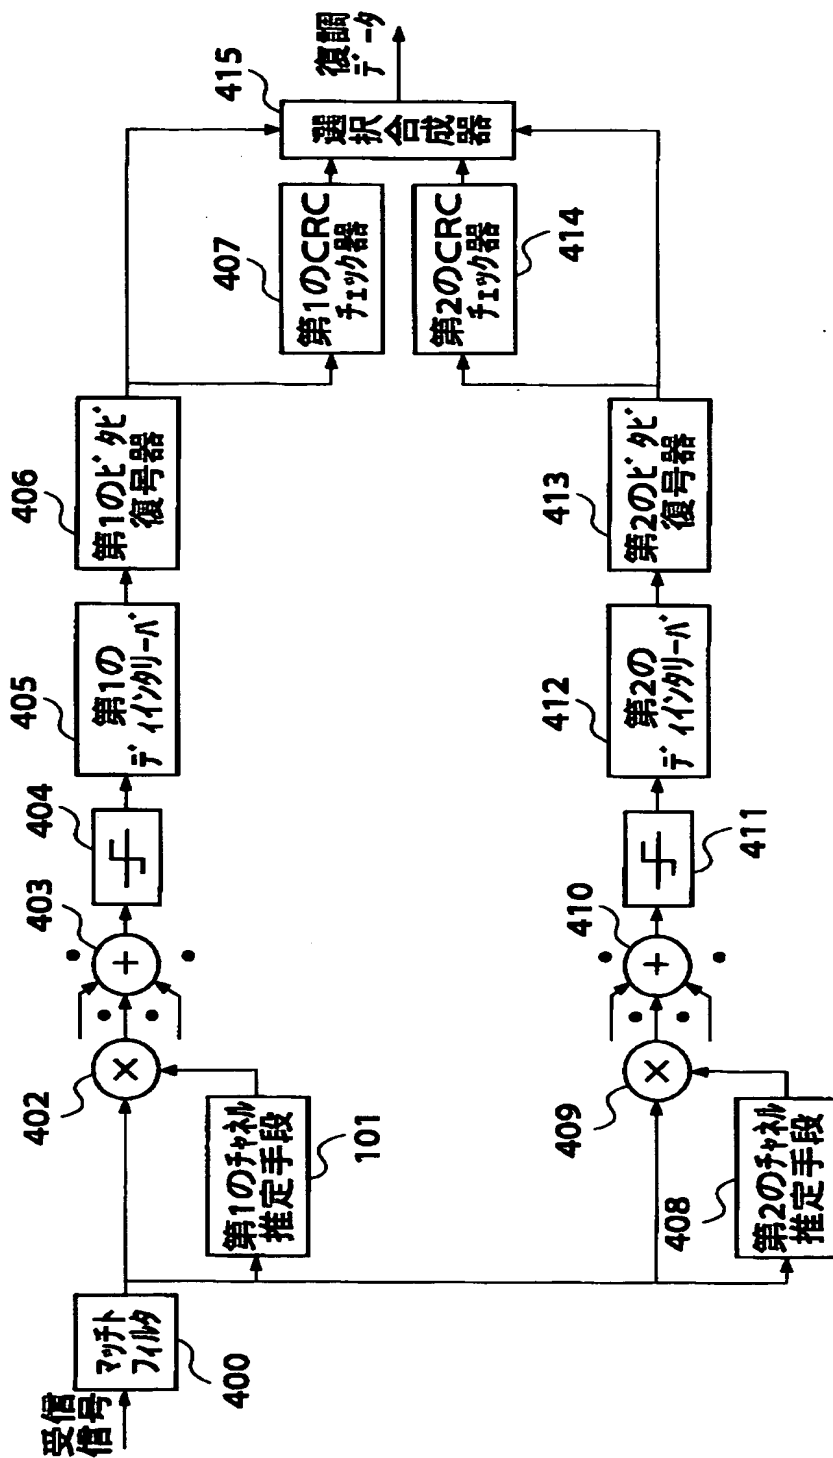 受信
信号
マッチト
フィルタ
400
第1のチャネル
推定手段
101
402
403
404
405
第1の
ディインタリーバ
406
第1のビタビ
復号器
407
第1のCRC
チェック器
第2のチャネル
推定手段
408
409
410
411
412
第2の
ディインタリーバ
413
第2のビタビ
復号器
第2のCRC
チェック器
414
415
選択合成器
復調
データ